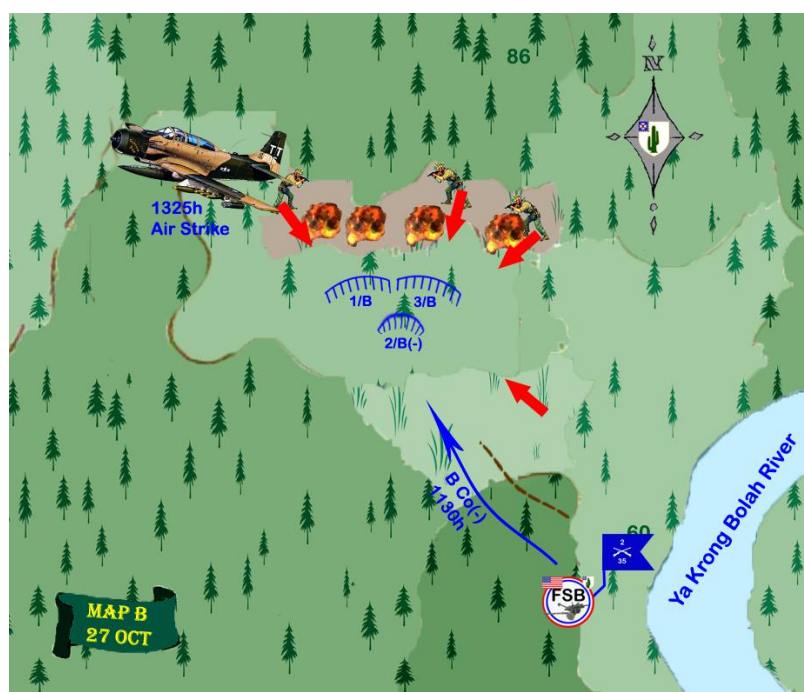 86
N
TT
1325h
Air Strike
1/B
3/B
2/B(-)
B Co(-)
1130h
60
2
35
FSB
Ya Krong Bolah River
MAP B
27 OCT